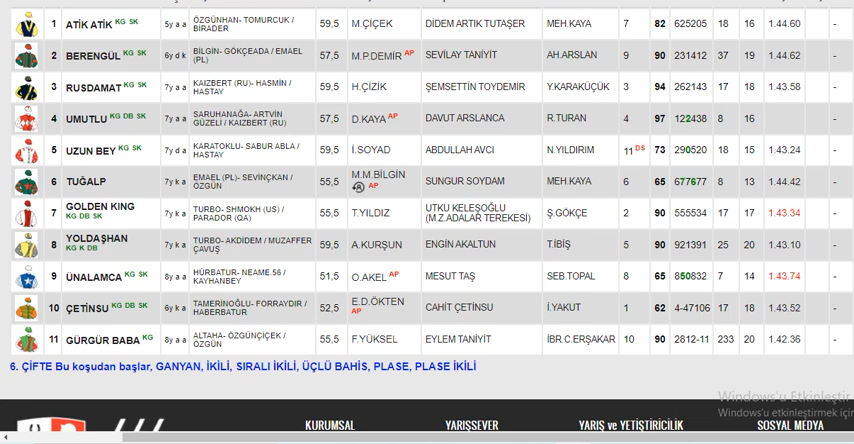 1 ATİK ATİK KG SK 5y a a ÖZGÜNHAN- TOMURCUK / BİRADER 59,5 M.ÇİÇEK DİDEM ARTIK TUTAŞER MEH.KAYA 7 82 625205 18 16 1.44.60 -
2 BERENGÜL KG SK 6y d k BİLGİN- GÖKÇEADA / EMAEL (PL) 57,5 M.P.DEMİR AP SEVİLAY TANİYİT AH.ARSLAN 9 90 231412 37 19 1.44.62 -
3 RUSDAMAT KG SK 7y a a KAIZBERT (RU)- HASMİN / HASTAY 59,5 H.ÇİZİK ŞEMSETTİN TOYDEMİR Y.KARAKÜÇÜK 3 94 262143 17 18 1.43.58 -
4 UMUTLU KG DB SK 7y a a SARUHANAĞA- ARTVİN GÜZELİ / KAIZBERT (RU) 57,5 D.KAYA AP DAVUT ARSLANCA R.TURAN 4 97 122438 8 16 -
5 UZUN BEY KG SK 7y d a KARATOKLU- SABUR ABLA / HASTAY 59,5 İ.SOYAD ABDULLAH AVCI N.YILDIRIM 11 DS 73 290520 18 15 1.43.24 -
6 TUĞALP 7y k a EMAEL (PL)- SEVİNÇKAN / ÖZGÜN 55,5 M.M.BİLGİN AP SUNGUR SOYDAM MEH.KAYA 6 65 677677 8 13 1.44.42 -
7 GOLDEN KING KG DB SK 7y k a TURBO- SHMOKH (US) / PARADOR (QA) 55,5 T.YILDIZ UTKU KELEŞOĞLU (M.Z.ADALAR TEREKESİ) Ş.GÖKÇE 2 90 555534 17 17 1.43.34 -
8 YOLDAŞHAN KG K DB 7y k a TURBO- AKDİDEM / MUZAFFER ÇAVUŞ 59,5 A.KURŞUN ENGİN AKALTUN T.İBİŞ 5 90 921391 25 20 1.43.10 -
9 ÜNALAMCA KG SK 8y a a HÜRBATUR- NEAME 56 / KAYHANBEY 51,5 O.AKEL AP MESUT TAŞ SEB.TOPAL 8 65 850832 7 14 1.43.74 -
10 ÇETİNSU KG DB SK 6y k a TAMERİNOĞLU- FORRAYDIR / HABERBATUR 52,5 E.D.ÖKTEN AP CAHİT ÇETİNSU İ.YAKUT 1 62 4-47106 17 18 1.43.52 -
11 GÜRGÜR BABA KG 8y a a ALTAHA- ÖZGÜNÇİÇEK / ÖZGÜN 55,5 F.YÜKSEL EYLEM TANİYİT İBR.C.ERŞAKAR 10 90 2812-11 233 20 1.42.36 -
6. ÇİFTE Bu koşudan başlar, GANYAN, İKİLİ, SIRALI İKİLİ, ÜÇLÜ BAHİS, PLASE, PLASE İKİLİ
Windows'u Etkinleştir
Windows'u etkinleştirmek için
KURUMSAL YARIŞSEVER YARIŞ ve YETİŞTİRİCİLİK SOSYAL MEDYA